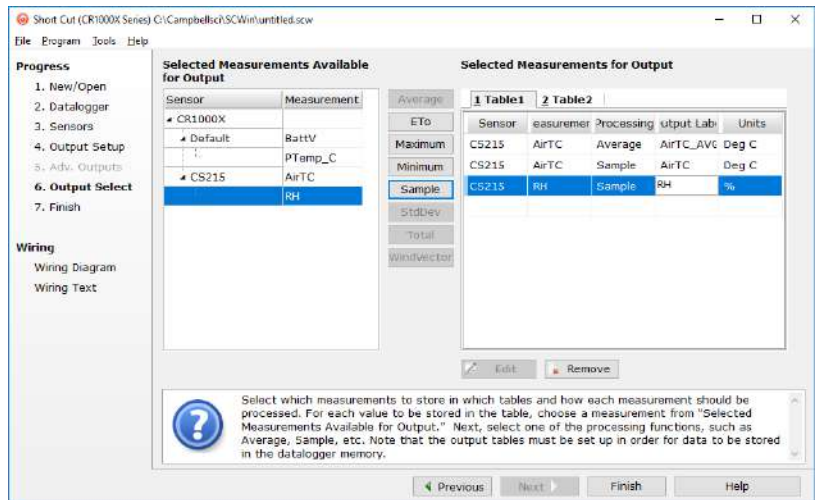 Short Cut (CR1000X Series) C:\Campbellsci\SCWin\untitled.scw
File Program Tools Help
Progress
1. New/Open
2. Datalogger
3. Sensors
4. Output Setup
5. Adv. Outputs
6. Output Select
7. Finish
Wiring
Wiring Diagram
Wiring Text
Selected Measurements Available
for Output
Sensor Measurement
CR1000X
Default BattV
PTemp_C
CS215 AirTC
RH
Average
ETo
Maximum
Minimum
Sample
StdDev
Total
WindVector
Selected Measurements for Output
1 Table1 2 Table2
Sensor easuremer Processing utput Lab Units
CS215 AirTC Average AirTC_AVG Deg C
CS215 AirTC Sample AirTC Deg C
CS215 RH Sample RH %
Edit Remove
Select which measurements to store in which tables and how each measurement should be
processed. For each value to be stored in the table, choose a measurement from "Selected
Measurements Available for Output." Next, select one of the processing functions, such as
Average, Sample, etc. Note that the output tables must be set up in order for data to be stored
in the datalogger memory.
Previous Next Finish Help